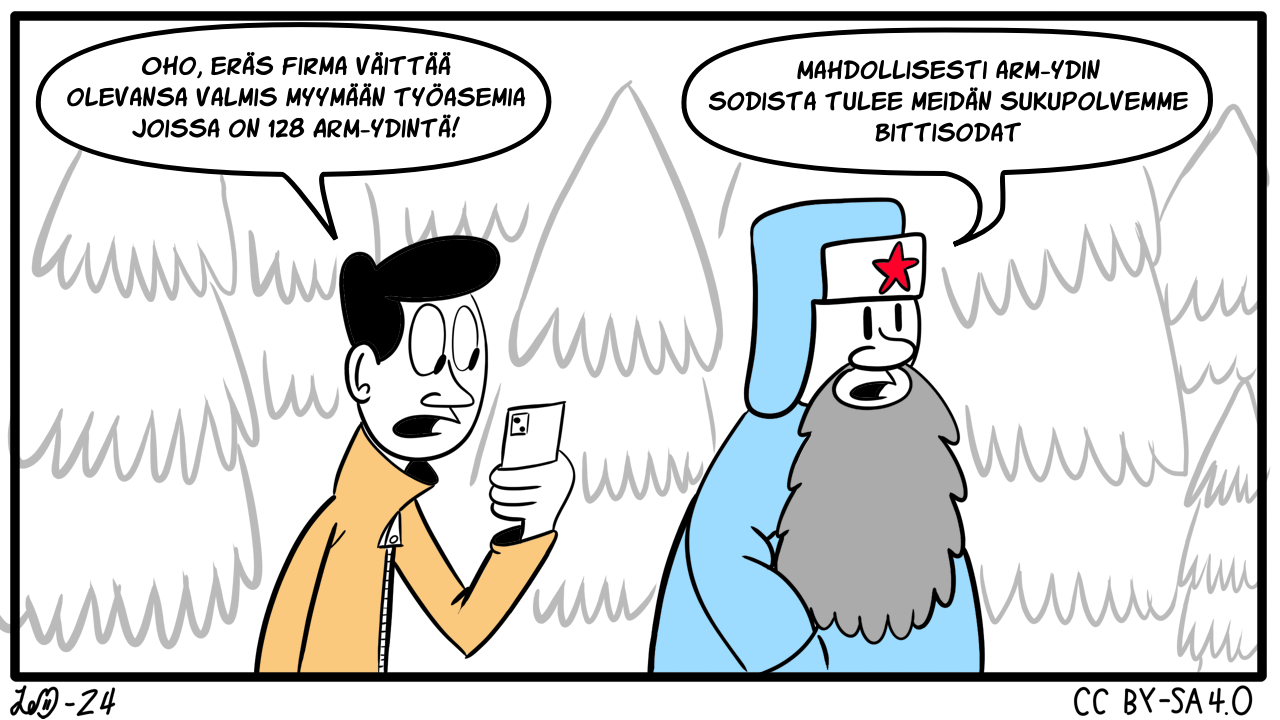 OHO, ERÄS FIRMA VÄITTÄÄ
OLEVANSA VALMIS MYYMÄÄN TYÖASEMIA
JOISSA ON 128 ARM-YDINTÄ!
MAHDOLLISESTI ARM-YDIN
SODISTA TULEE MEIDÄN SUKUPOLVEMME
BITTISODAT
-24
CC BY-SA 4.0